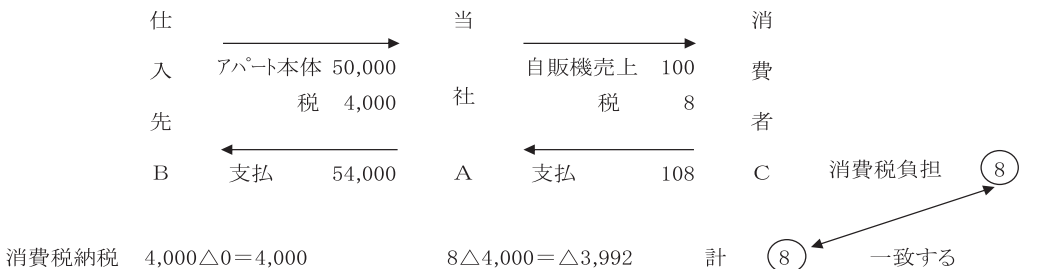 仕入先B
アパート本体 50,000
税 4,000
支払 54,000
当社A
自販機売上 100
税 8
支払 108
消費者C
消費税負担 8
消費税納税 4,000△0=4,000 8△4,000=△3,992 計 8 一致する